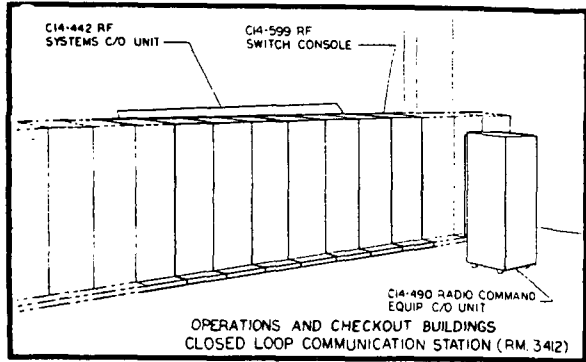 C14-442 RF
SYSTEMS C/O UNIT
C14-599 RF
SWITCH CONSOLE
C14-490 RADIO COMMAND
EQUIP C/O UNIT
OPERATIONS AND CHECKOUT BUILDINGS
CLOSED LOOP COMMUNICATION STATION (RM. 3412)